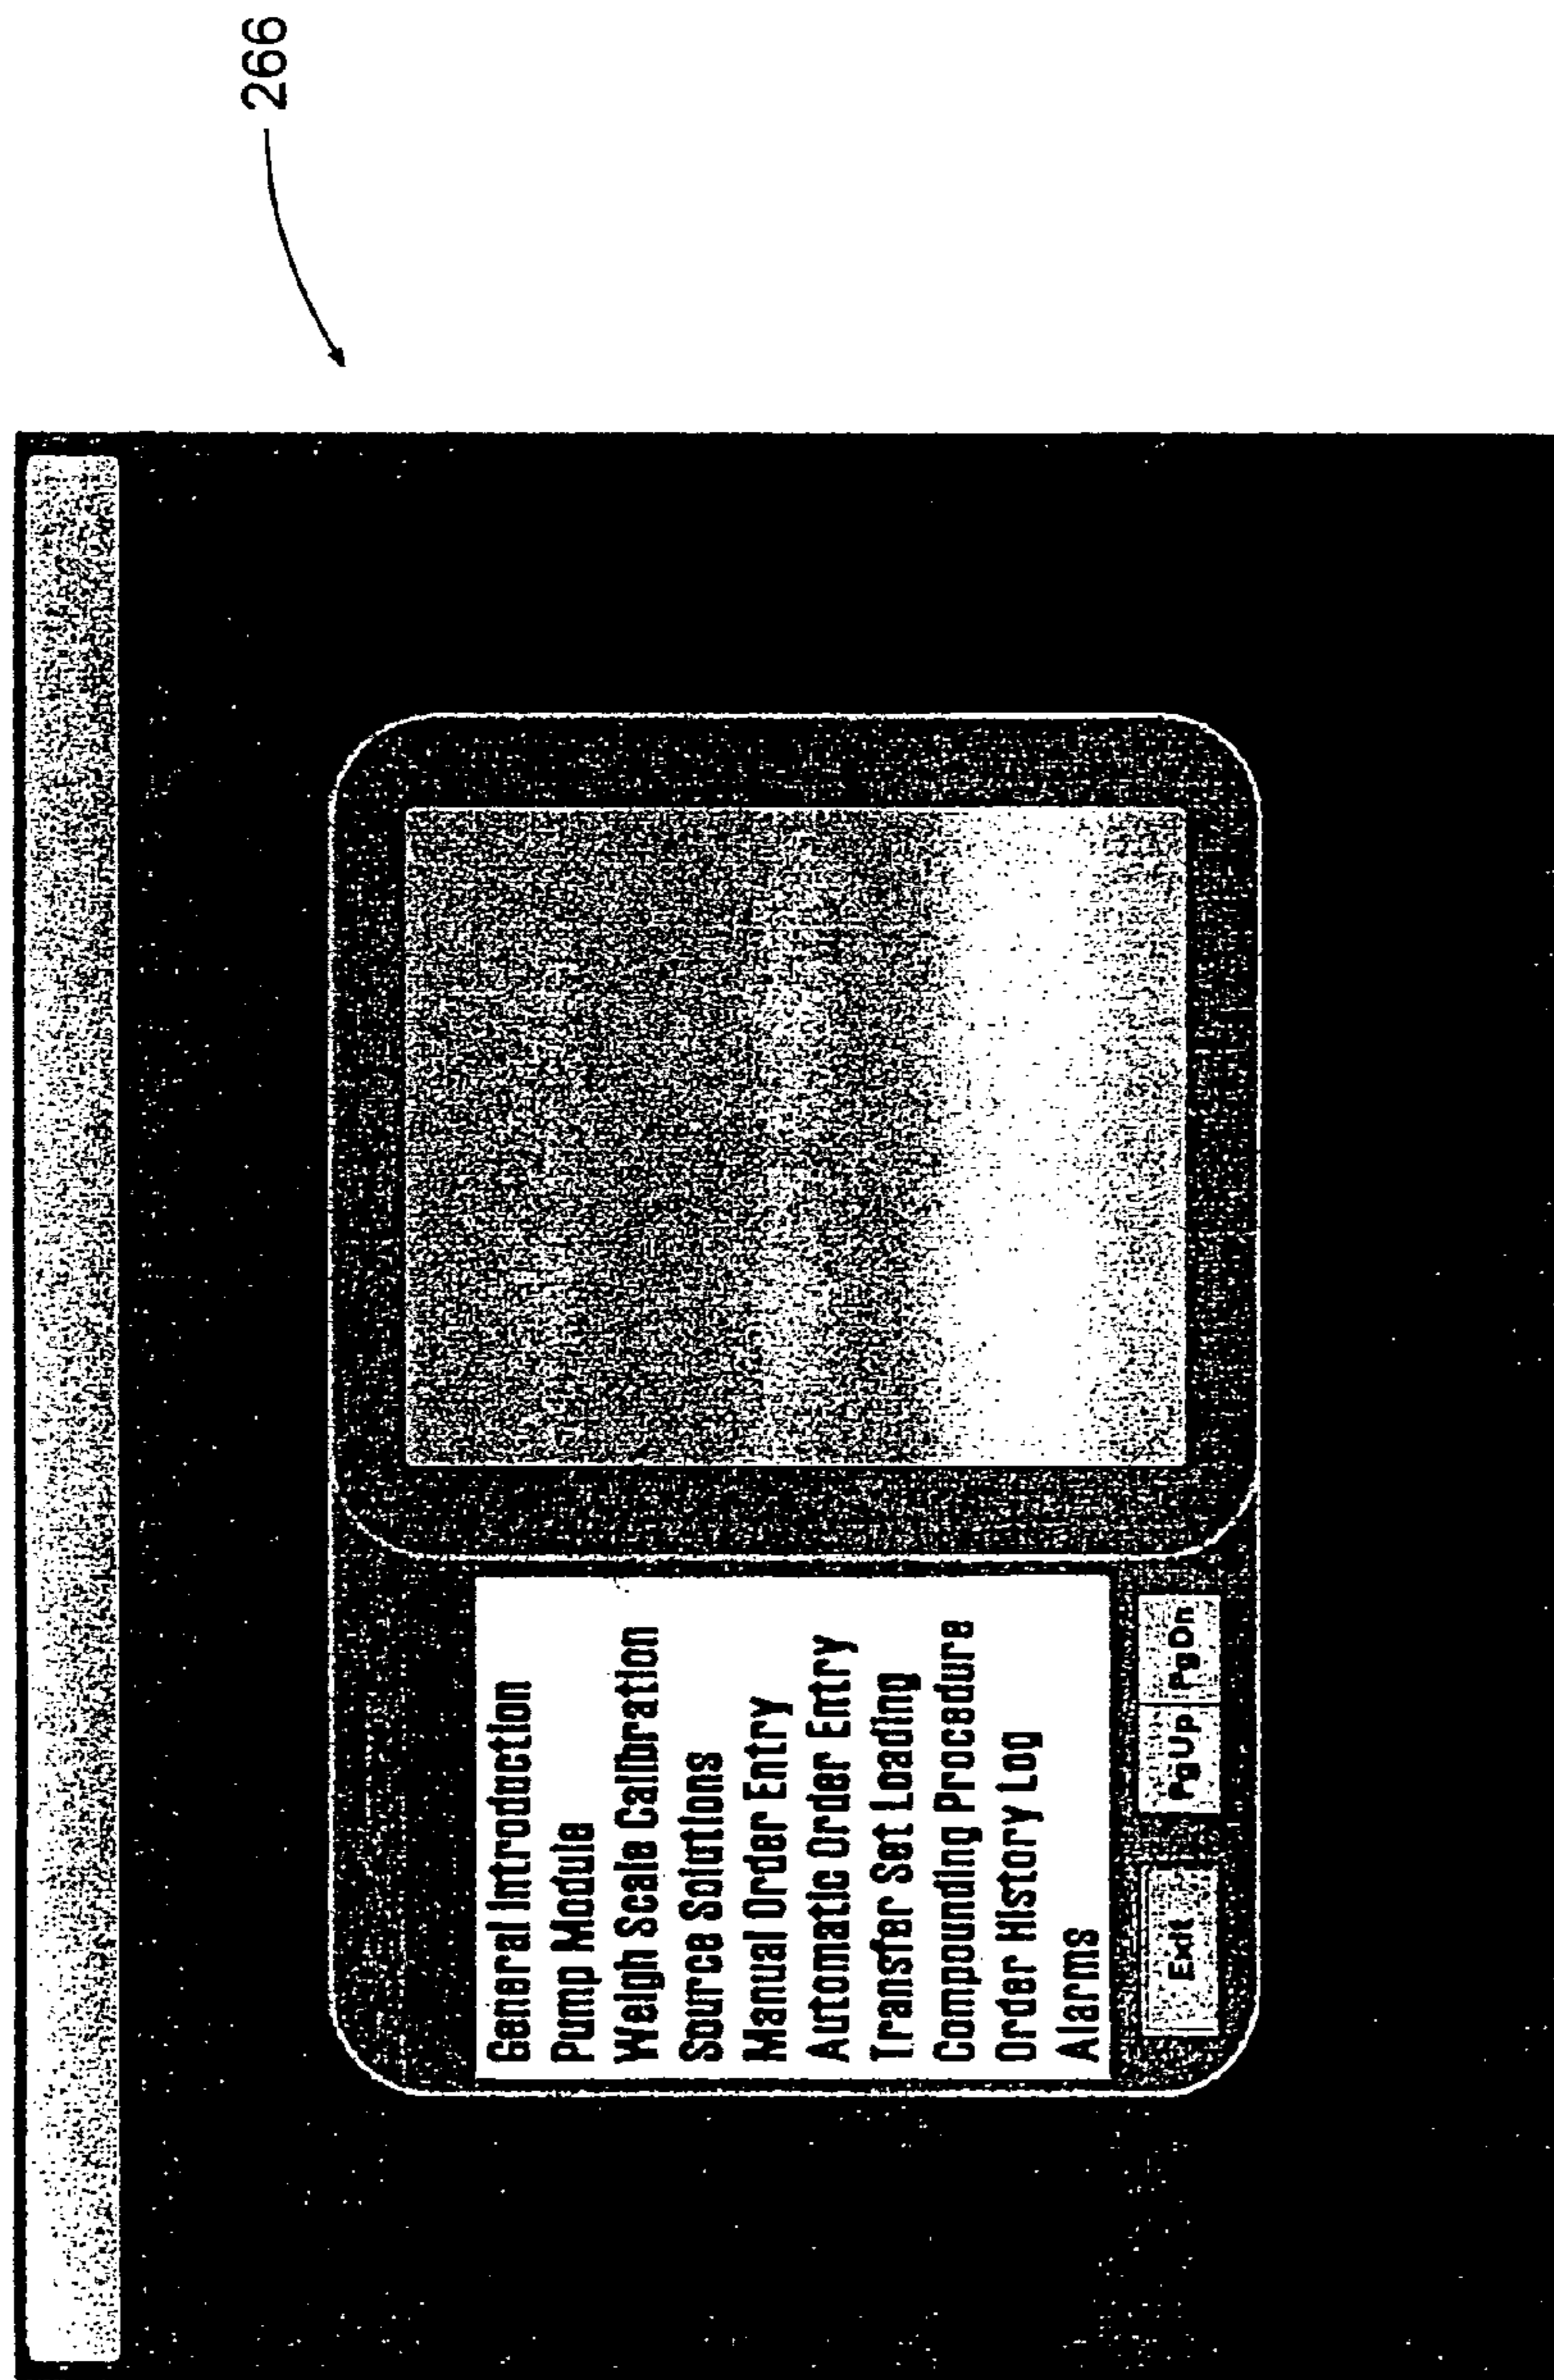 266
General Introduction
Pump Module
Weigh Scale Calibration
Source Solutions
Manual Order Entry
Automatic Order Entry
Transfer Set Loading
Compounding Procedure
Order History Log
Alarms
Exit PgUp PgDn